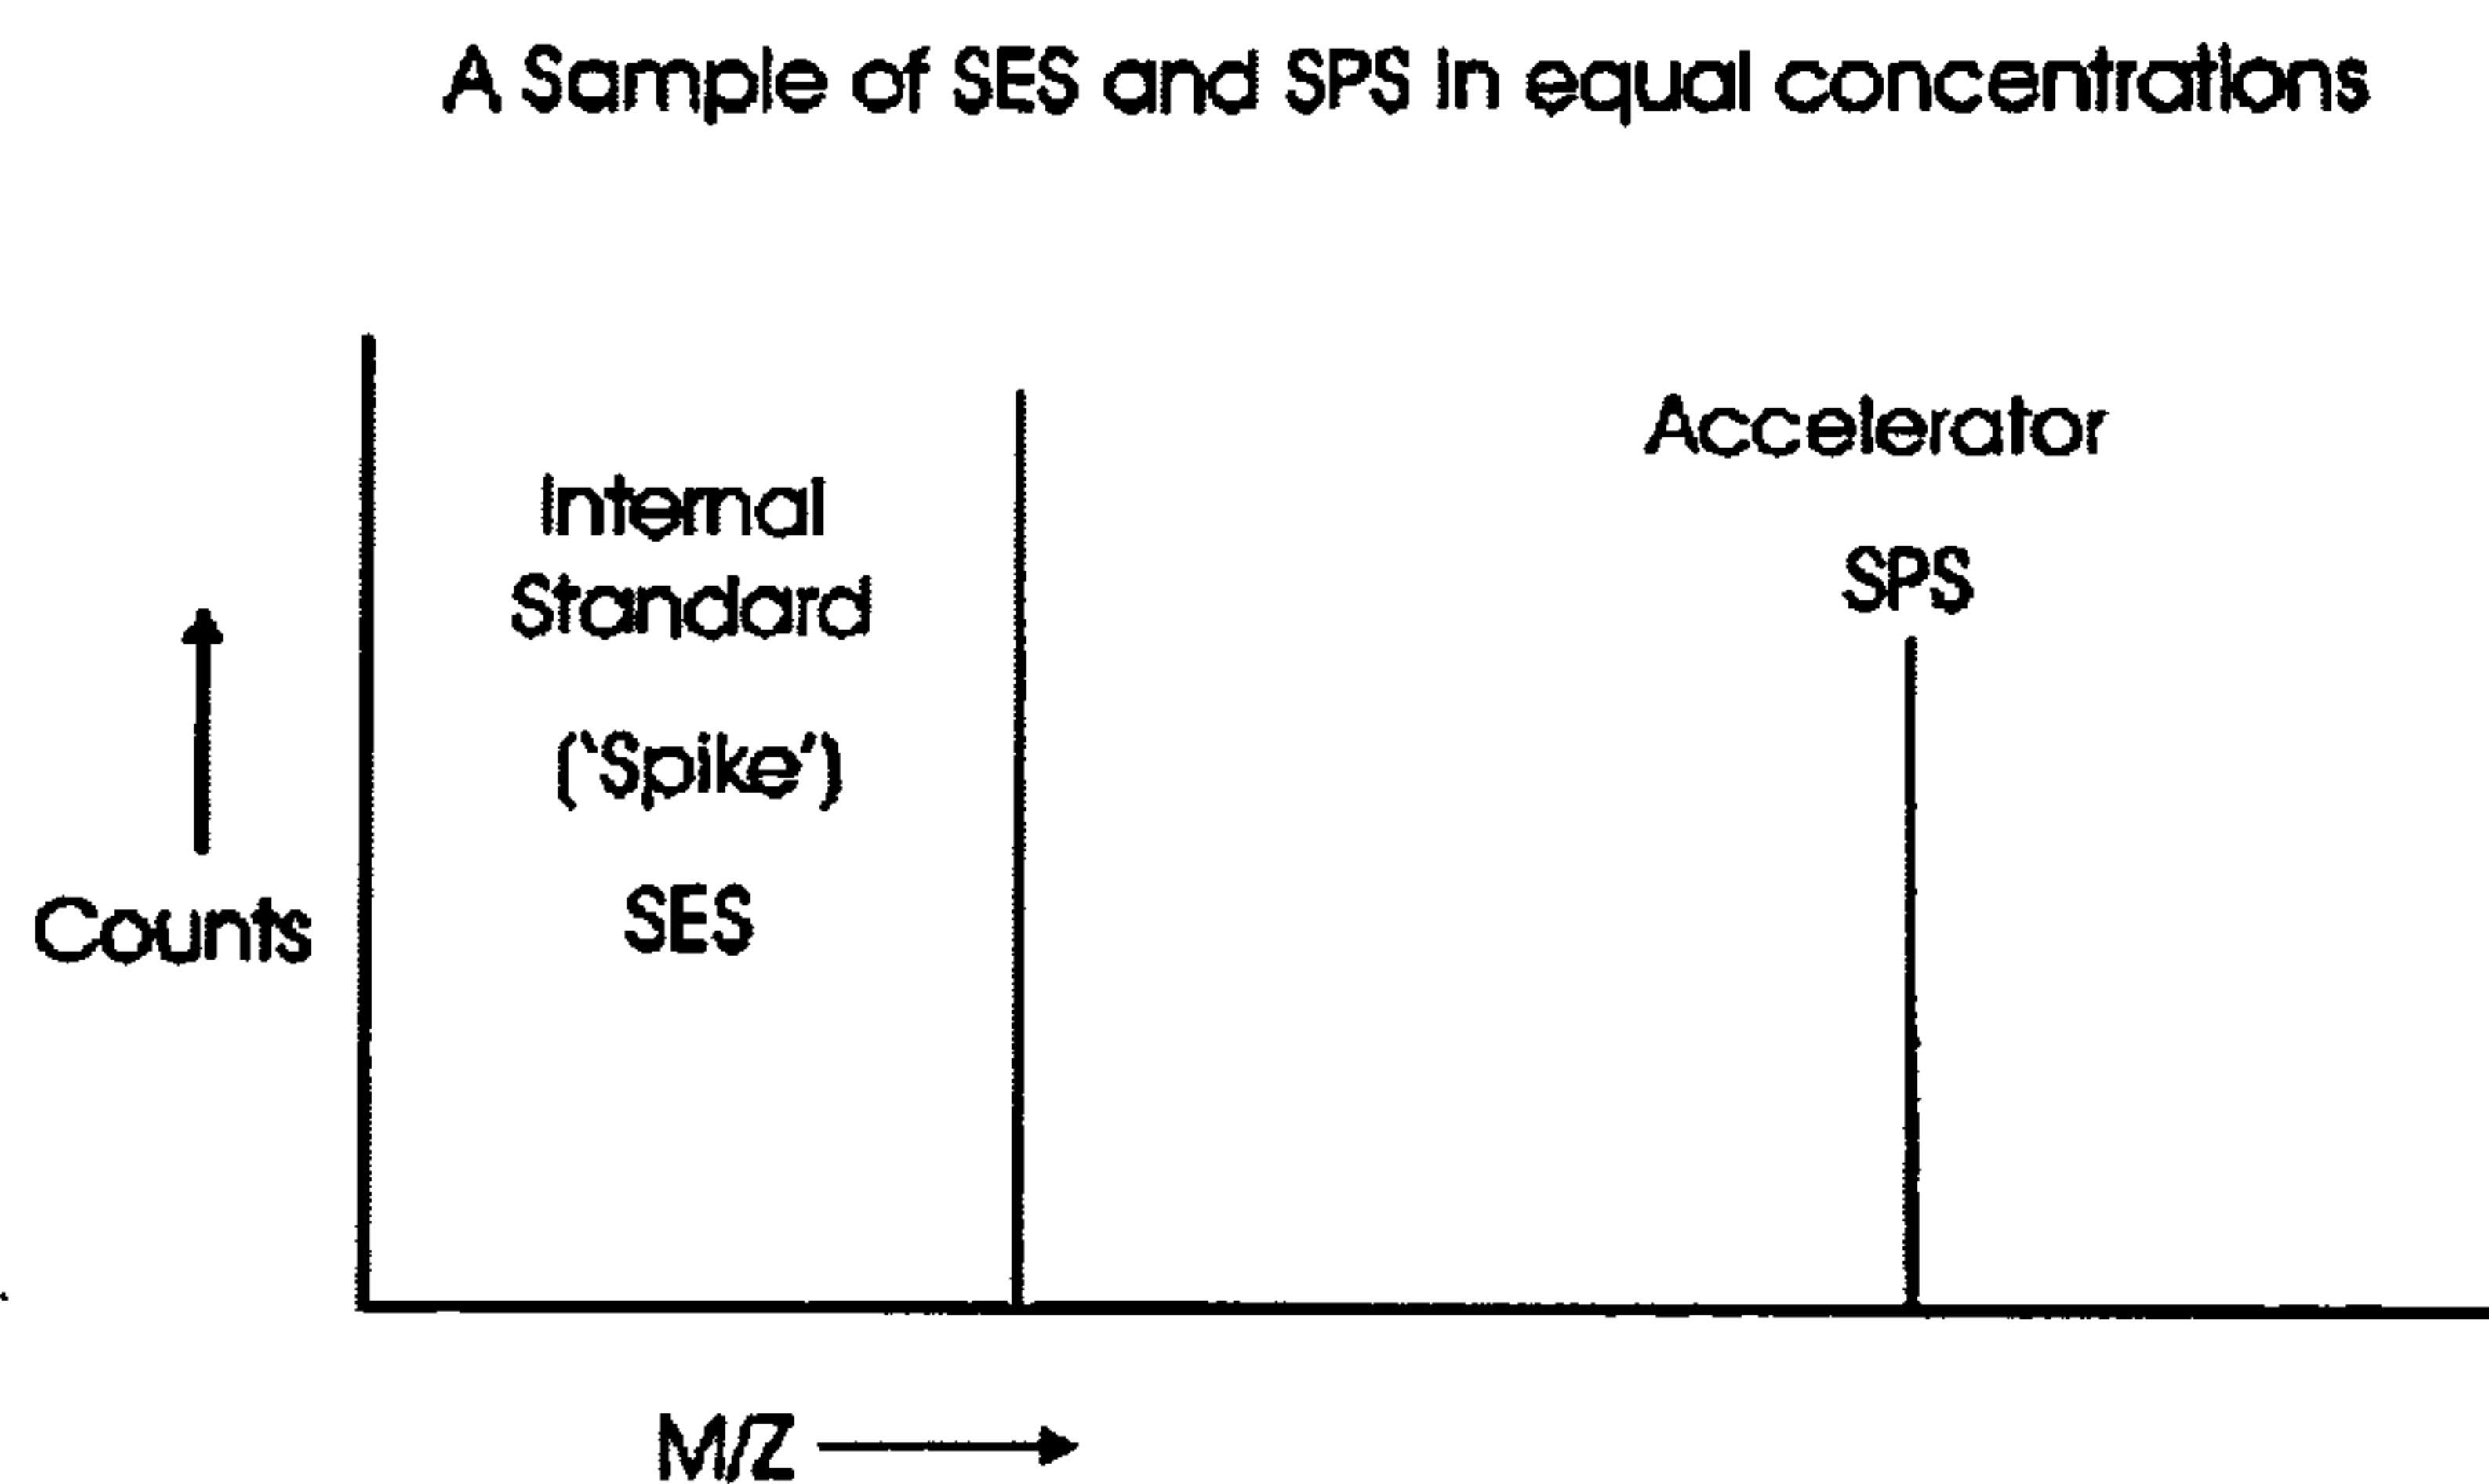 A Sample of SES and SPS in equal concentrations
Accelerator
SPS
Internal
Standard
('Spike')
SES
Counts
M/Z